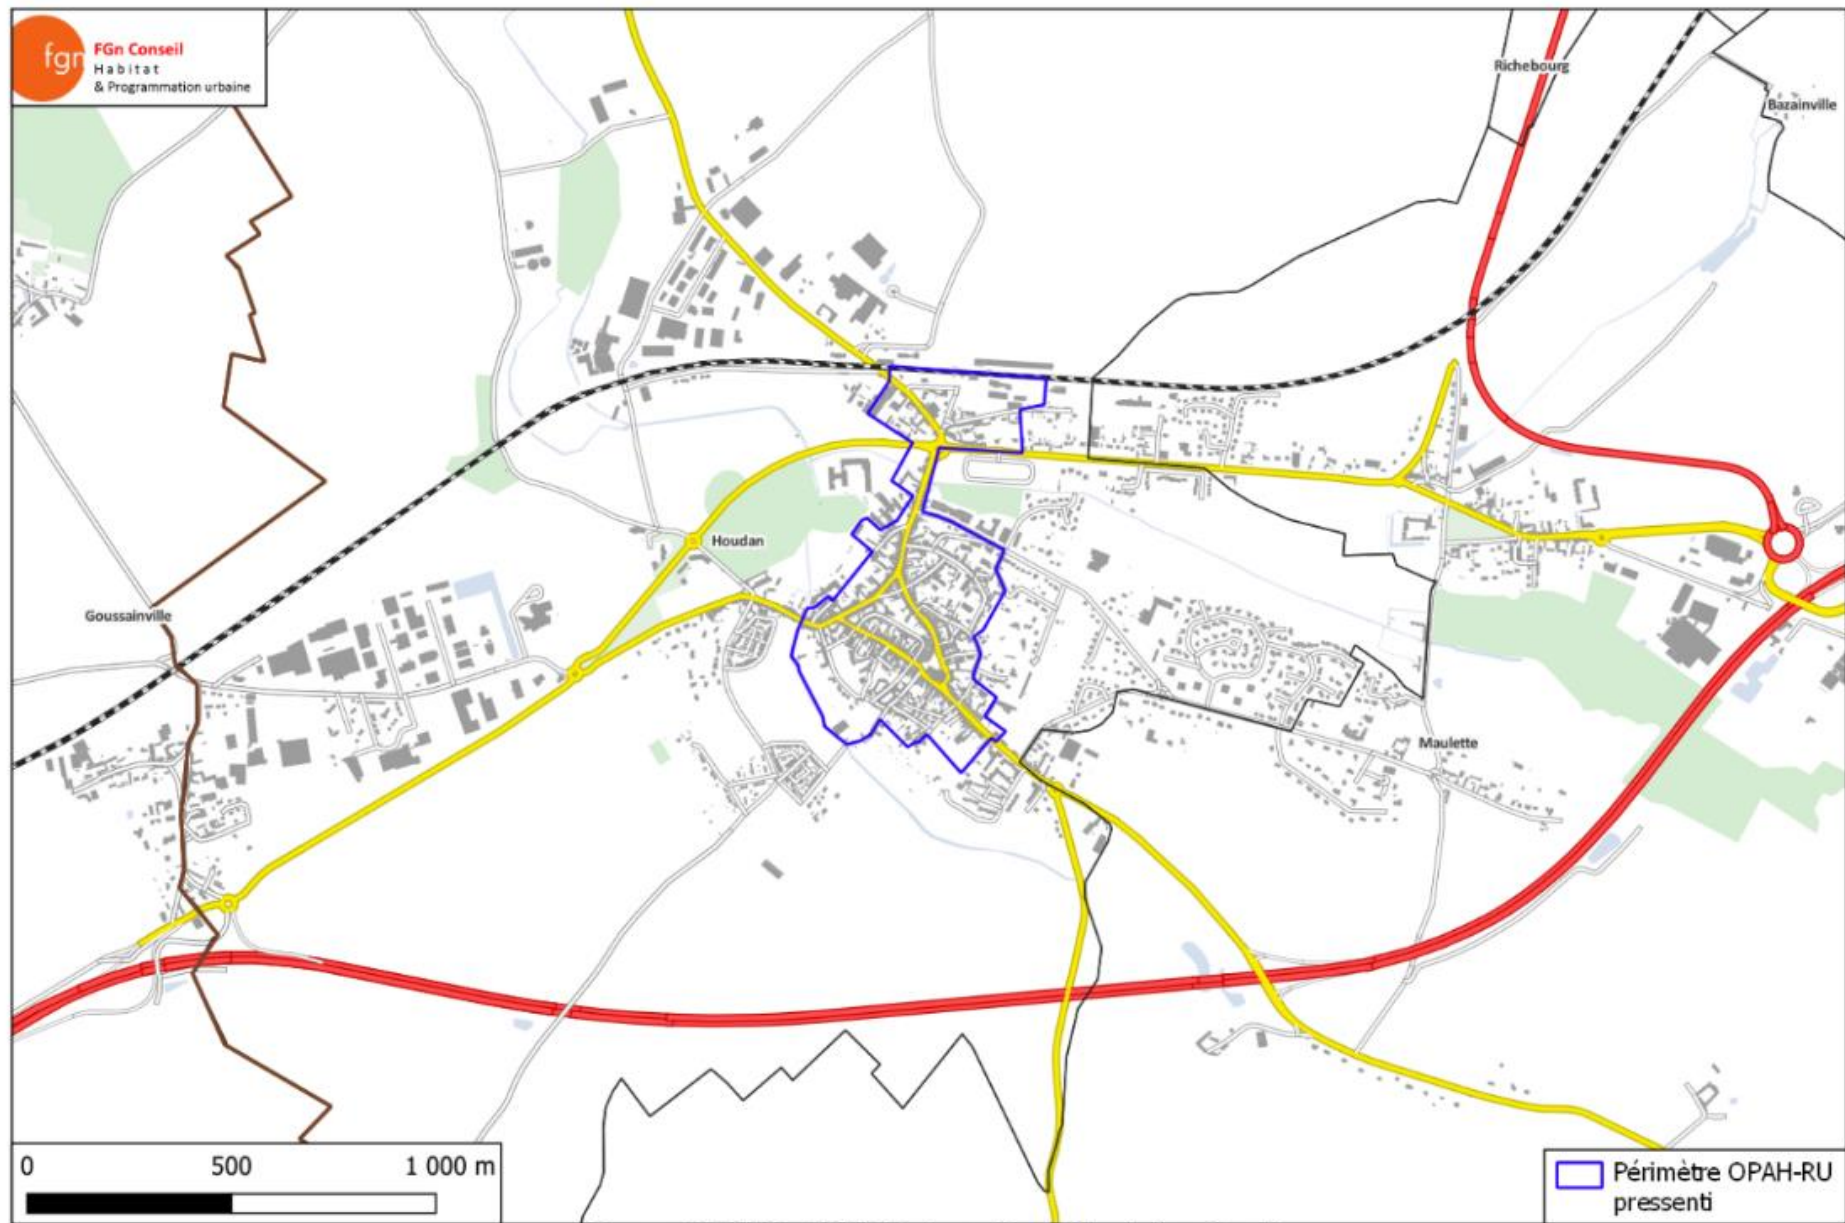 fgn
FGn Conseil
Habitat
& Programmation urbaine
Richebourg
Bazainville
Houdan
Goussainville
Maulette
0 500 1 000 m
Périmètre OPAH-RU
pressenti